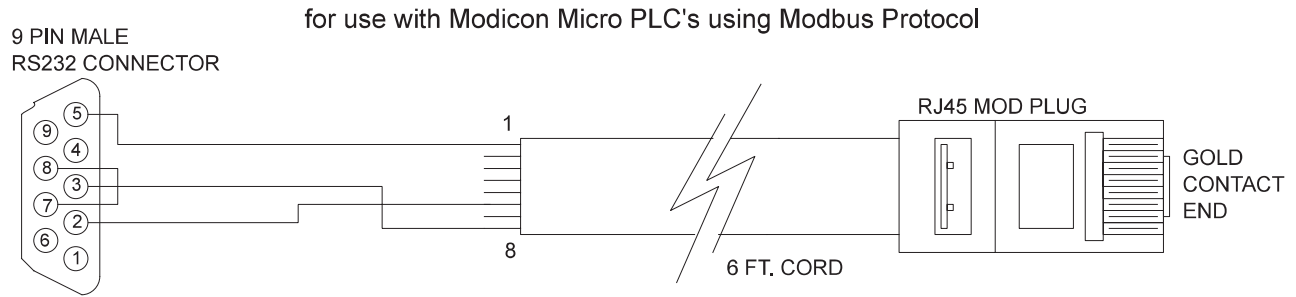 for use with Modicon Micro PLC's using Modbus Protocol
9 PIN MALE
RS232 CONNECTOR
5
9
4
8
3
7
2
6
1
1
8
6 FT. CORD
RJ45 MOD PLUG
GOLD
CONTACT
END